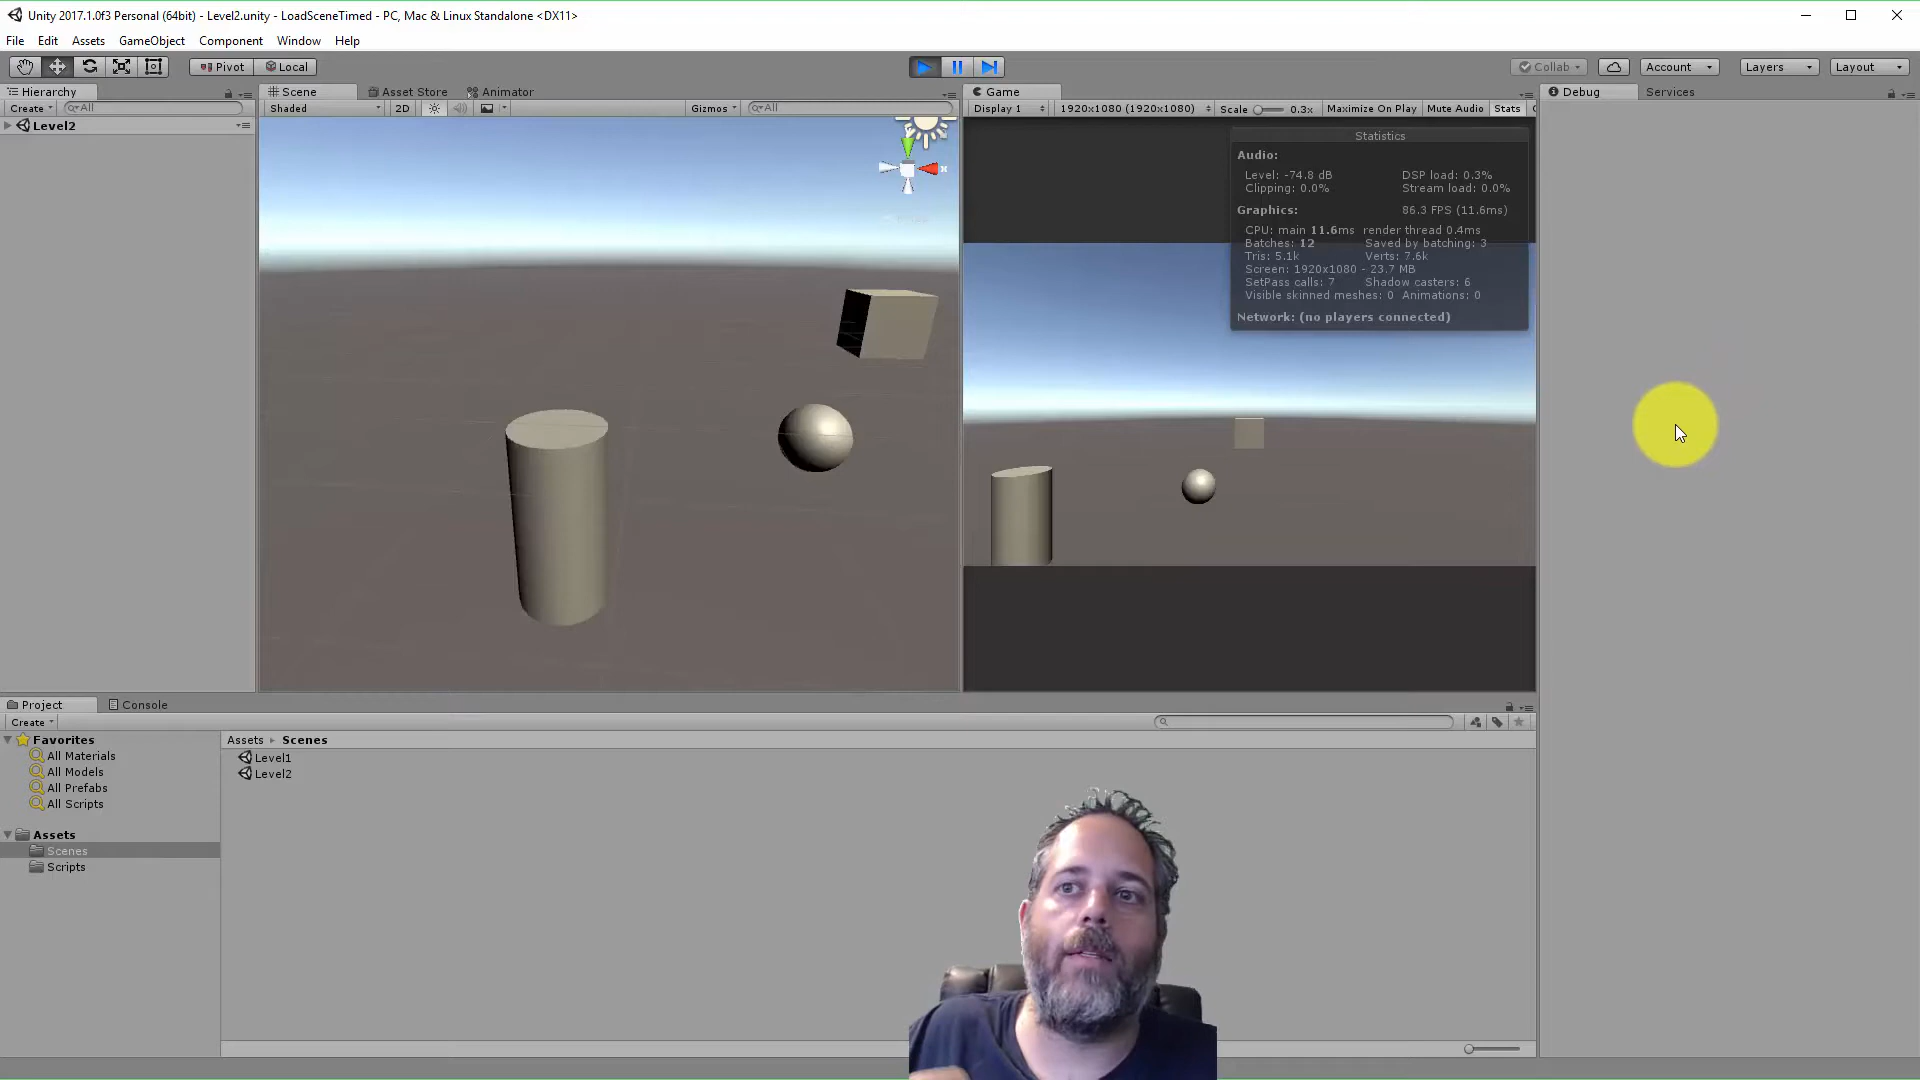 Unity 2017.1.0f3 Personal (64bit) - Level2.unity - LoadSceneTimed - PC, Mac & Linux Standalone <DX11>
File Edit Assets GameObject Component Window Help
Pivot Local Collab Account Layers Layout
Hierarchy Scene Asset Store Animator Game Debug Services
Create All Shaded 2D Gizmos All Display 1 1920x1080 (1920x1080) Scale 0.3x Maximize On Play Mute Audio Stats
Level2
x
Statistics
Audio:
Level: -74.8 dB DSP load: 0.3%
Clipping: 0.0% Stream load: 0.0%
Graphics: 86.3 FPS (11.6ms)
CPU: main 11.6ms render thread 0.4ms
Batches: 12 Saved by batching: 3
Tris: 5.1k Verts: 7.6k
Screen: 1920x1080 - 23.7 MB
SetPass calls: 7 Shadow casters: 6
Visible skinned meshes: 0 Animations: 0
Network: (no players connected)
Project Console
Create
Favorites
All Materials
All Models
All Prefabs
All Scripts
Assets
Scenes
Scripts
Assets Scenes
Level1
Level2